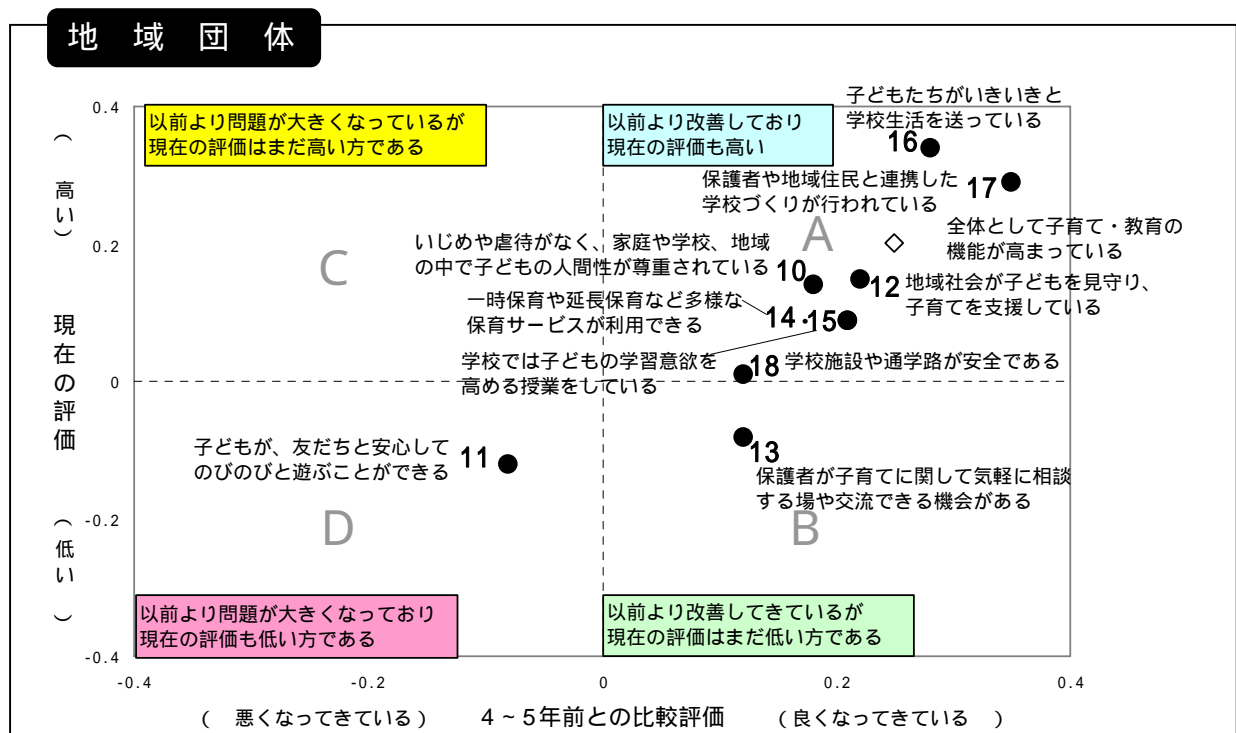 地域団体
0.4
0.2
0
-0.2
-0.4
（高い）
現在の評価
（低い）
以前より問題が大きくなっているが
現在の評価はまだ高い方である
以前より改善しており
現在の評価も高い
子どもたちがいきいきと
学校生活を送っている
16
保護者や地域住民と連携した
学校づくりが行われている
17
A
C
全体として子育て・教育の
機能が高まっている
いじめや虐待がなく、家庭や学校、地域
の中で子どもの人間性が尊重されている
10
12
地域社会が子どもを見守り、
子育てを支援している
一時保育や延長保育など多様な
保育サービスが利用できる
14・15
学校では子どもの学習意欲を
高める授業をしている
18 学校施設や通学路が安全である
子どもが、友だちと安心して
のびのびと遊ぶことができる
11
13
保護者が子育てに関して気軽に相談
する場や交流できる機会がある
D
B
以前より問題が大きくなっており
現在の評価も低い方である
以前より改善してきているが
現在の評価はまだ低い方である
-0.4
-0.2
0
0.2
0.4
（ 悪くなってきている） 4～5年前との比較評価 （良くなってきている ）